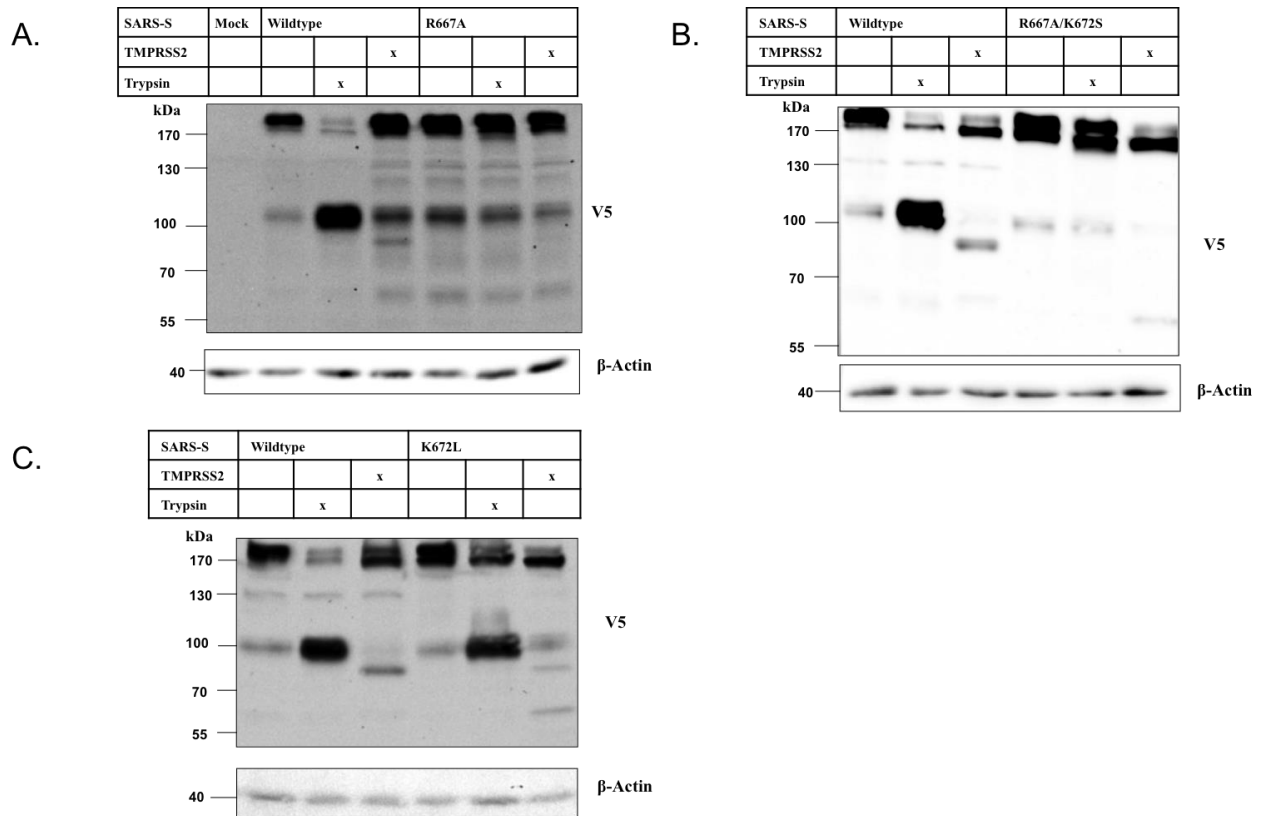 A.
SARS-S Mock Wildtype R667A
TMPRSS2 x x
Trypsin x x
kDa
170
130
100
70
55
V5
40
β-Actin
B.
SARS-S Wildtype R667A/K672S
TMPRSS2 x x
Trypsin x x
kDa
170
130
100
70
55
V5
40
β-Actin
C.
SARS-S Wildtype K672L
TMPRSS2 x x
Trypsin x x
kDa
170
130
100
70
55
V5
40
β-Actin